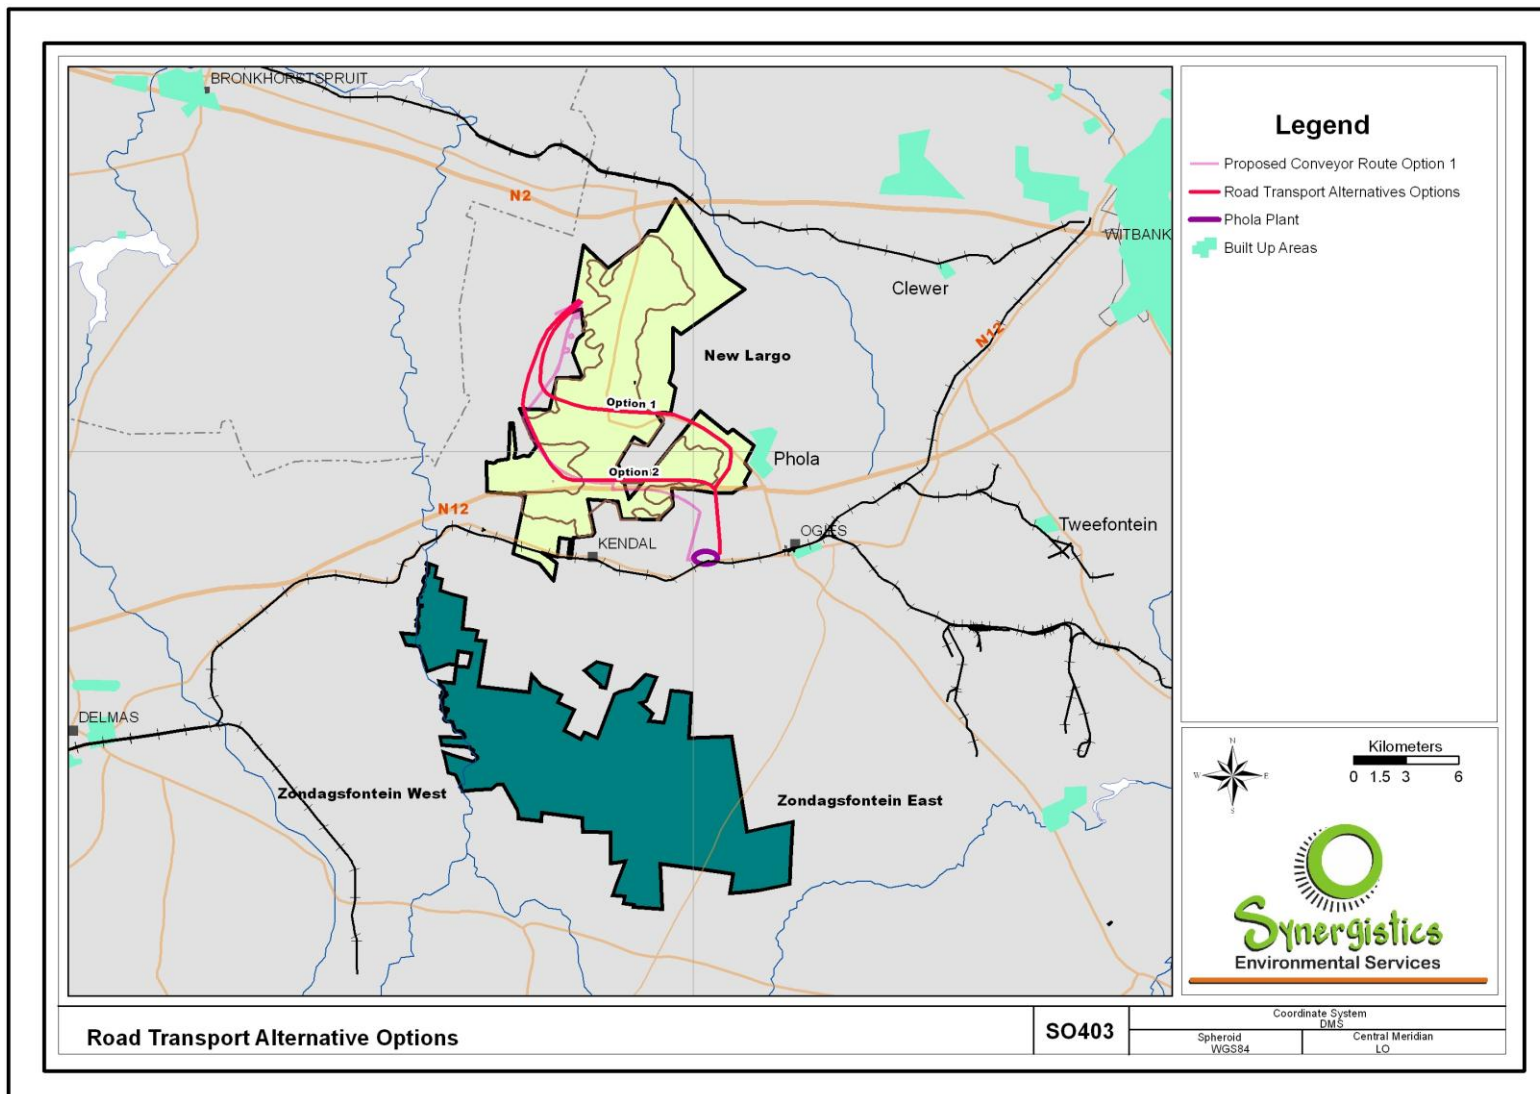 BRONKHORSTSPRUIT
N2
WITBANK
Clewer
N12
New Largo
Option 1
Phola
Option 2
N12
Tweefontein
OGIES
KENDAL
DELMAS
Zondagsfontein West
Zondagsfontein East
Legend
Proposed Conveyor Route Option 1
Road Transport Alternatives Options
Phola Plant
Built Up Areas
N
W E
S
Kilometers
0 1.5 3 6
Synergistics
Environmental Services
Road Transport Alternative Options
SO403
Coordinate System
DMS
Spheroid
WGS84
Central Meridian
LO